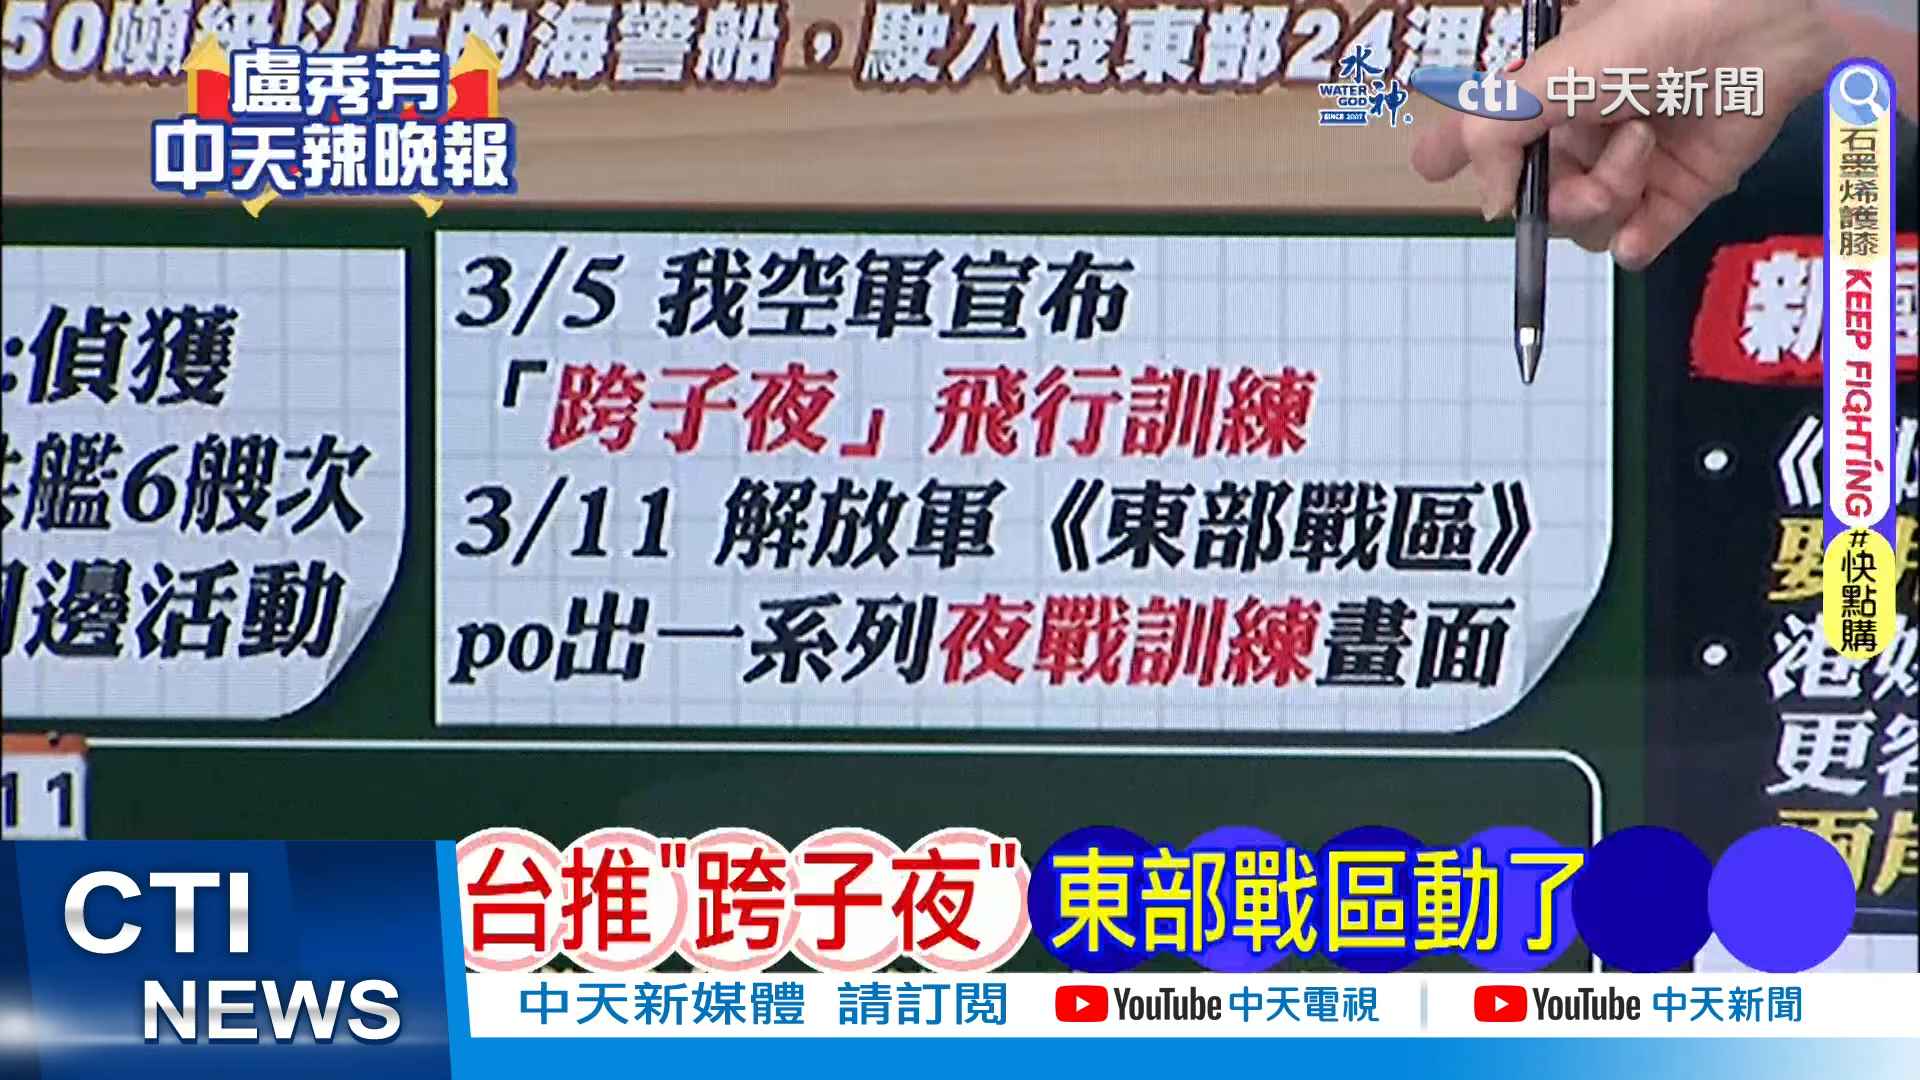 50噸級以上的海警船，駛入我東部24浬
盧秀芳
中天辣晚報
水神
WATER GOD
SINCE 2007
cti 中天新聞
石墨烯護膝 KEEP FIGHTING #快點購
:偵獲
艦6艘次
周邊活動
3/5 我空軍宣布
「跨子夜」飛行訓練
3/11 解放軍《東部戰區》
po出一系列夜戰訓練畫面
新
更
11
台推"跨子夜" 東部戰區動了
CTI
NEWS
中天新媒體 請訂閱 YouTube 中天電視 YouTube 中天新聞